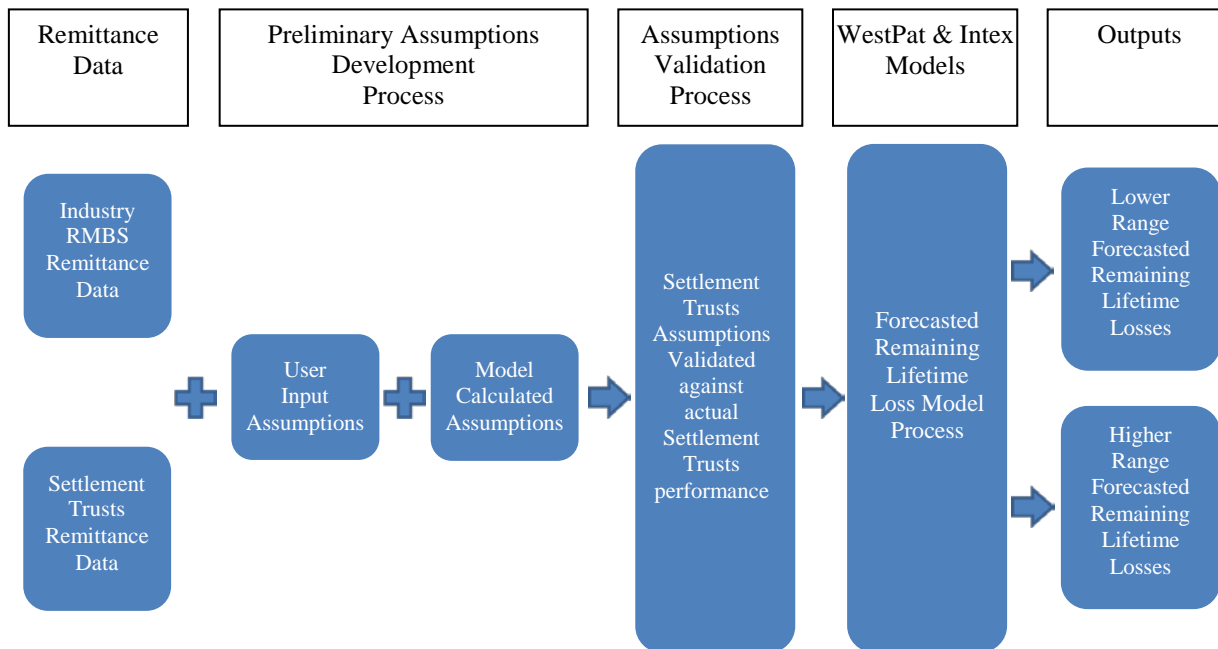 Remittance
Data
Preliminary Assumptions
Development
Process
Assumptions
Validation
Process
WestPat & Intex
Models
Outputs
Industry
RMBS
Remittance
Data
Settlement
Trusts
Remittance
Data
User
Input
Assumptions
Model
Calculated
Assumptions
Settlement
Trusts
Assumptions
Validated
against
actual
Settlement
Trusts
performance
Forecasted
Remaining
Lifetime
Loss Model
Process
Lower
Range
Forecasted
Remaining
Lifetime
Losses
Higher
Range
Forecasted
Remaining
Lifetime
Losses